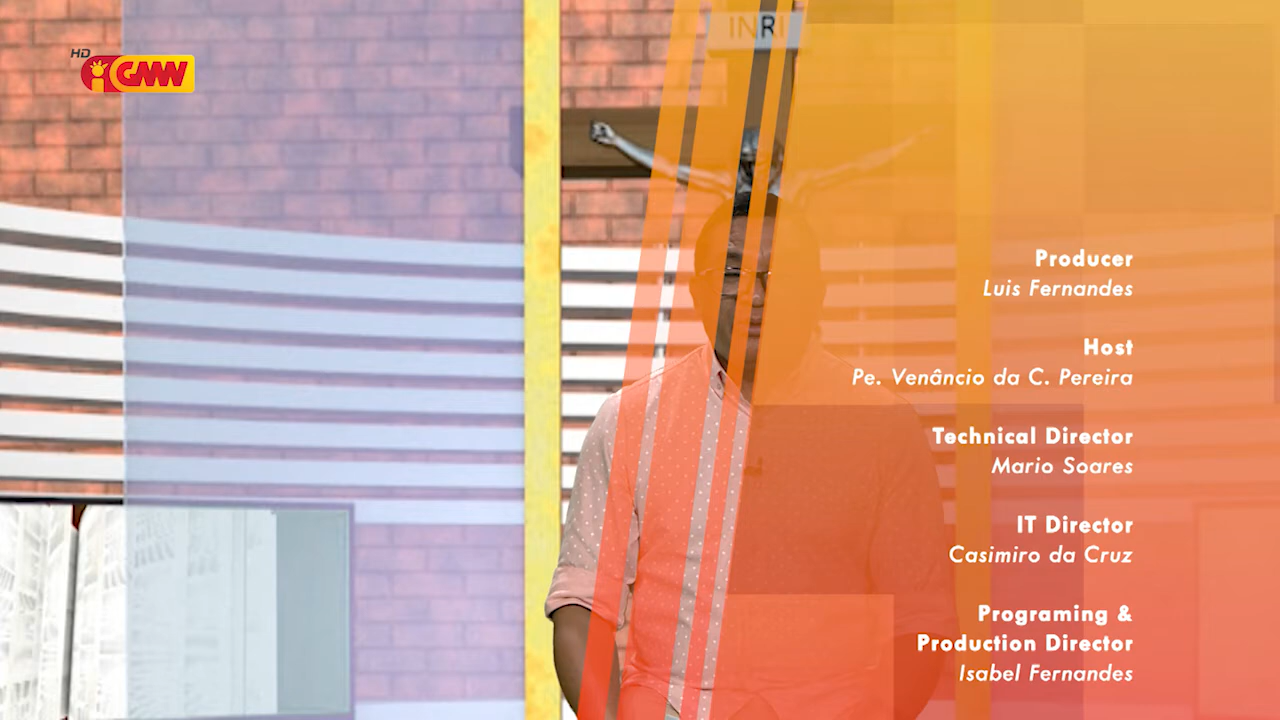 INRI
HD
GMN
Producer
Luis Fernandes
Host
Pe. Venâncio da C. Pereira
Technical Director
Mario Soares
IT Director
Casimiro da Cruz
Programing &
Production Director
Isabel Fernandes